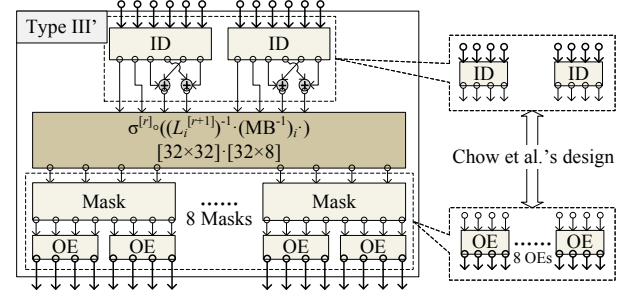 Type III'
ID
ID
σ^[r]∘((L_i^[r+1])^-1·(MB^-1)_i·)
[32×32]·[32×8]
Mask
......
8 Masks
Mask
OE
OE
OE
OE
ID
ID
Chow et al.'s design
OE
......
8 OEs
OE